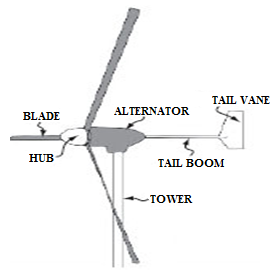 TAIL VANE
ALTERNATOR
BLADE
HUB
TAIL BOOM
TOWER